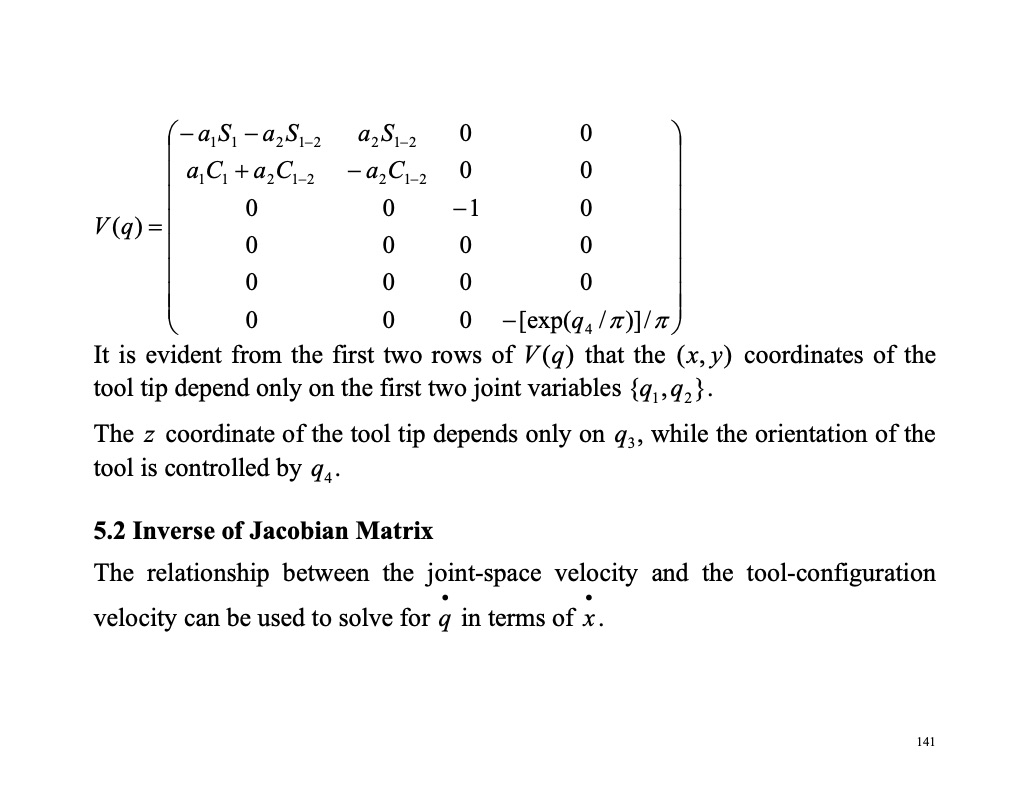 −a₁S₁ − a₂S₁₋₂ a₂S₁₋₂ 0 0
a₁C₁ + a₂C₁₋₂ −a₂C₁₋₂ 0 0
0 0 −1 0
V(q) =
0 0 0 0
0 0 0 0
0 0 0 −[exp(q₄ / π)]/ π
It is evident from the first two rows of V(q) that the (x, y) coordinates of the
tool tip depend only on the first two joint variables {q₁, q₂}.
The z coordinate of the tool tip depends only on q₃, while the orientation of the
tool is controlled by q₄.
5.2 Inverse of Jacobian Matrix
The relationship between the joint-space velocity and the tool-configuration
velocity can be used to solve for q̇ in terms of ẋ.
141